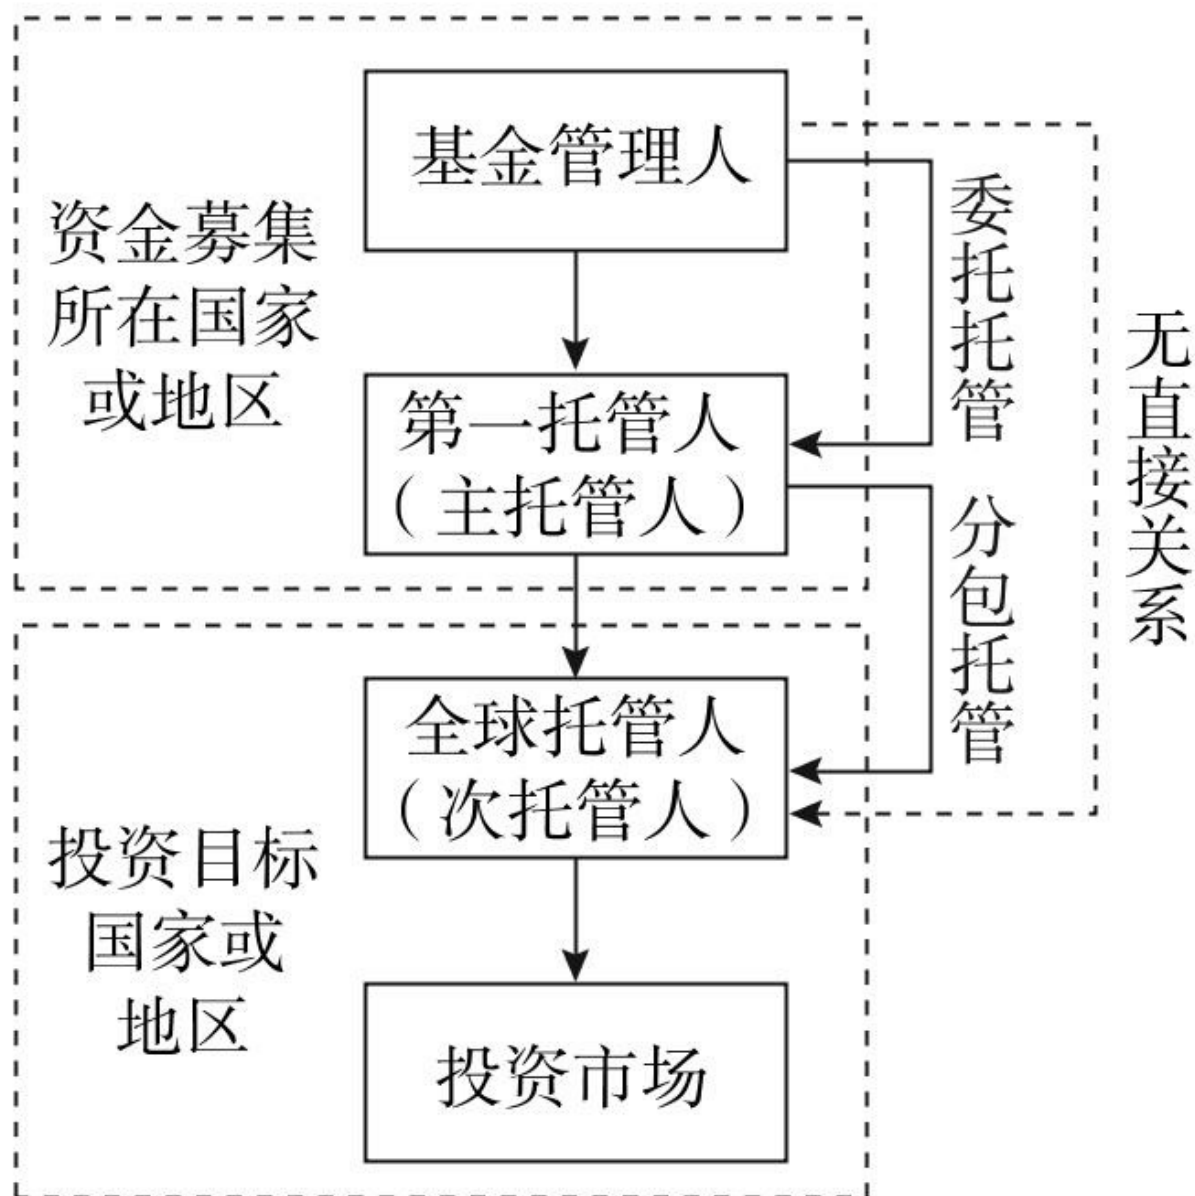 基金管理人
资金募集
所在国家
或地区
第一托管人
（主托管人）
委托托管
分包托管
无直接关系
全球托管人
（次托管人）
投资目标
国家或
地区
投资市场